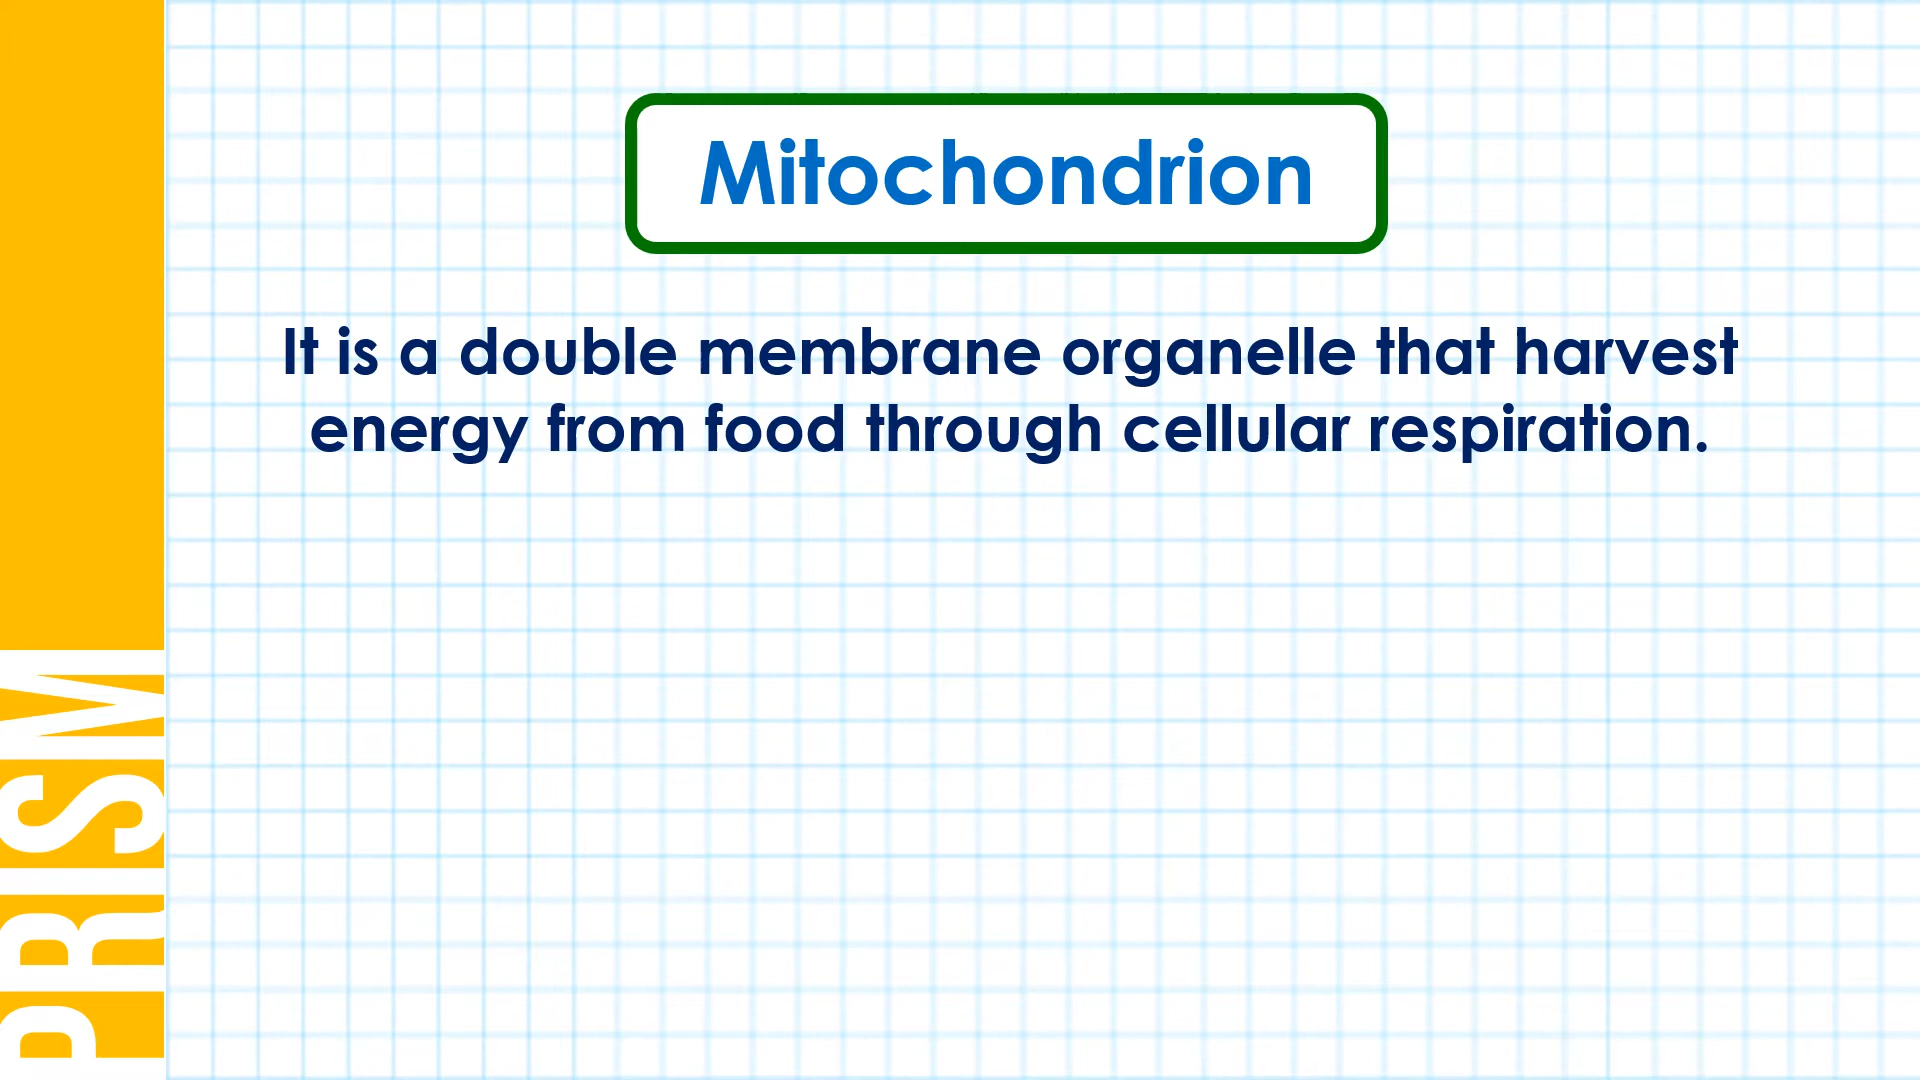 Mitochondrion
It is a double membrane organelle that harvest
energy from food through cellular respiration.
PRISM